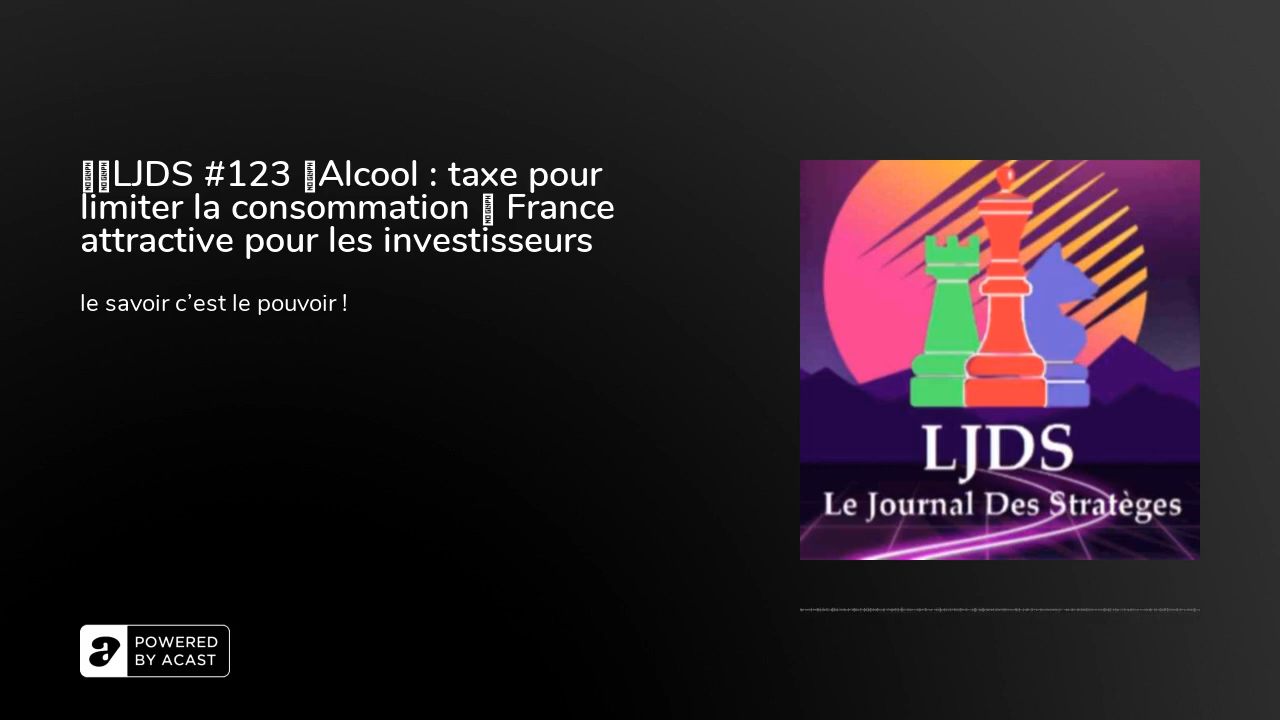 LJDS #123 Alcool : taxe pour
limiter la consommation France
attractive pour les investisseurs
le savoir c’est le pouvoir !
LJDS
Le Journal Des Stratèges
a POWERED
BY ACAST